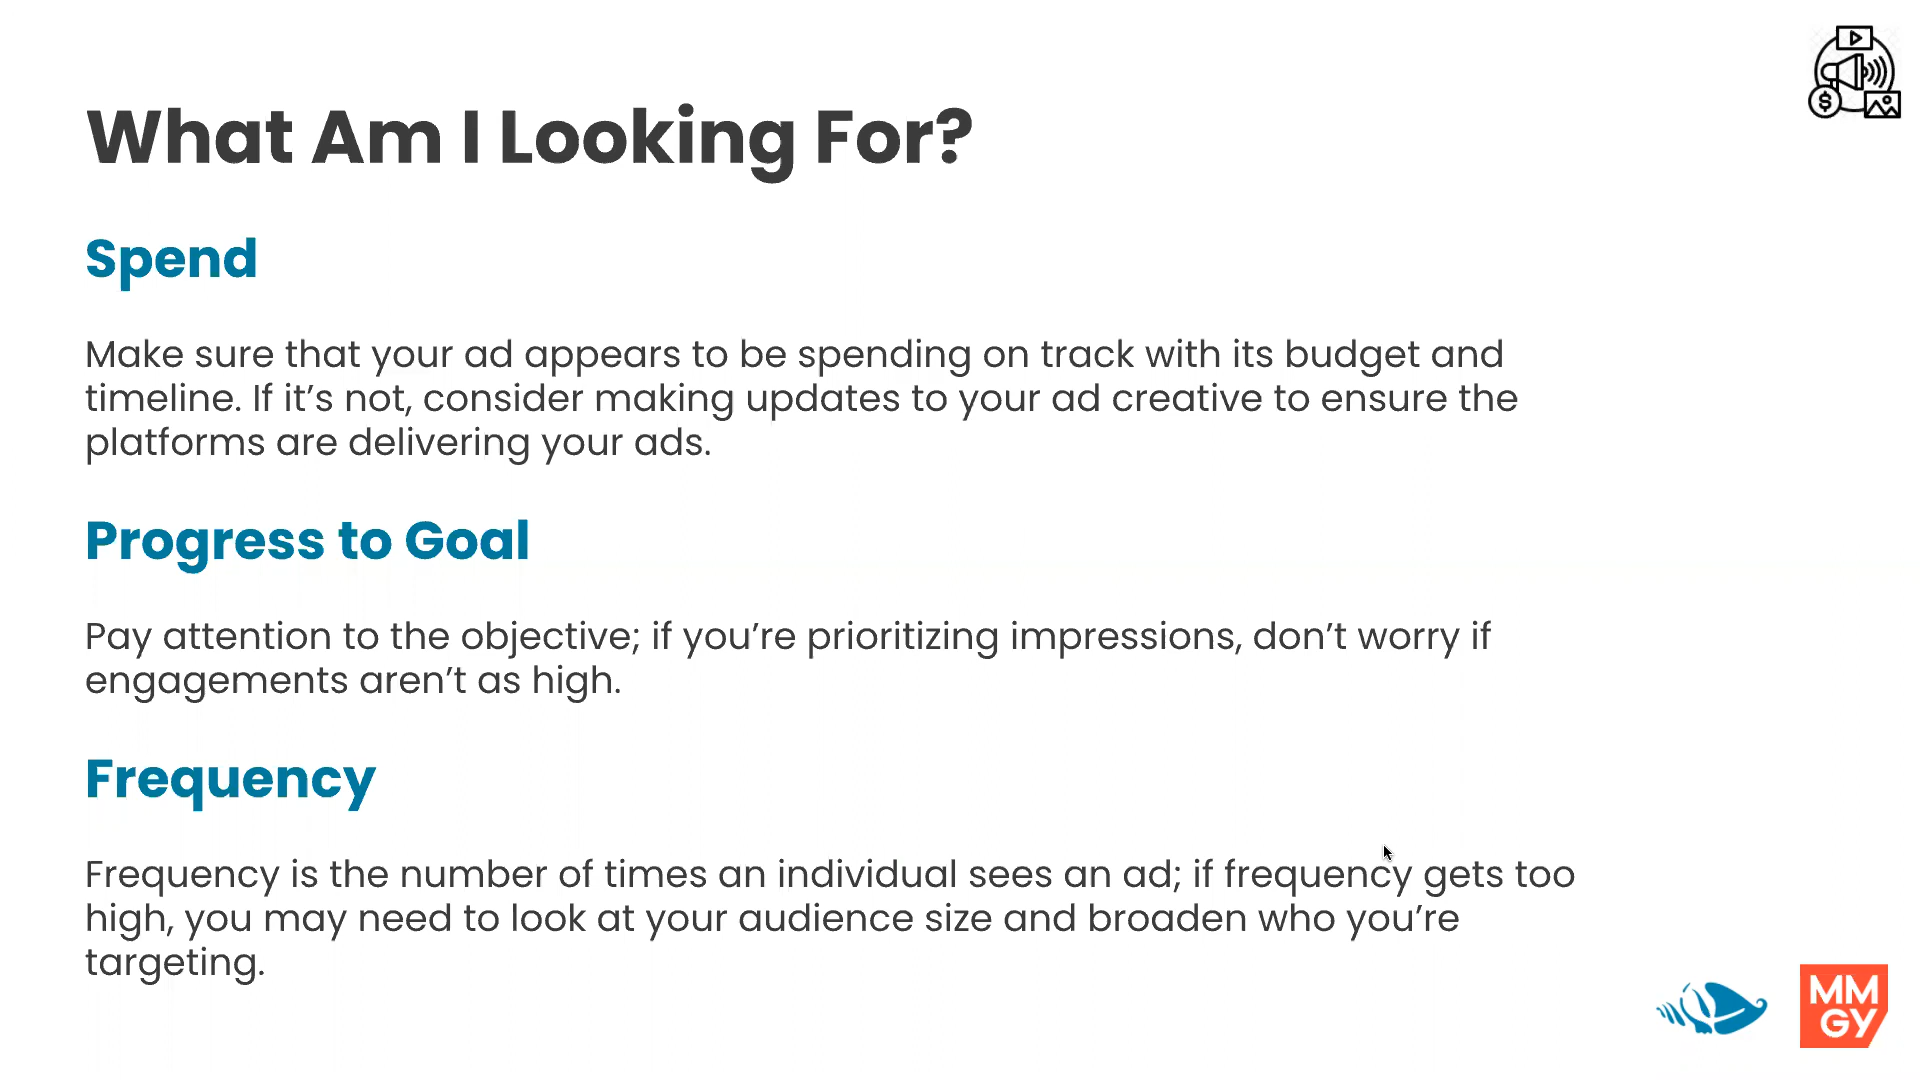 What Am I Looking For?
Spend
Make sure that your ad appears to be spending on track with its budget and
timeline. If it’s not, consider making updates to your ad creative to ensure the
platforms are delivering your ads.
Progress to Goal
Pay attention to the objective; if you’re prioritizing impressions, don’t worry if
engagements aren’t as high.
Frequency
Frequency is the number of times an individual sees an ad; if frequency gets too
high, you may need to look at your audience size and broaden who you’re
targeting.
$
MM
GY